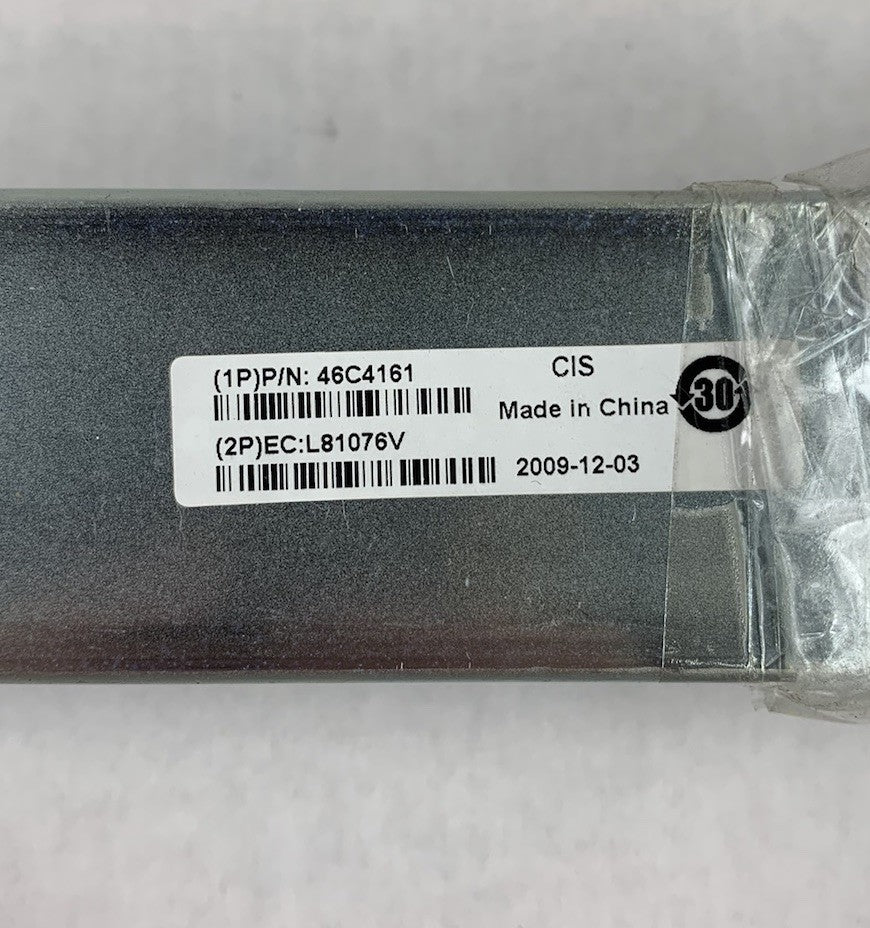 (1P)P/N: 46C4161
CIS
Made in China
30
(2P)EC:L81076V
2009-12-03